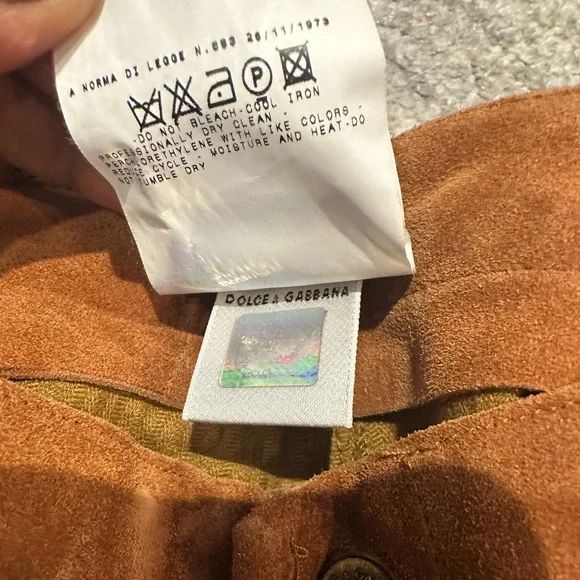 A NORMA DI LEGGE N.883 26/11/1973
P
-DO NOT BLEACH-COOL IRON
PROFESSIONALLY DRY CLEAN -
PERCHLORETHYLENE WITH LIKE COLORS -
REDUCE CYCLE - MOISTURE AND HEAT-DO
NOT TUMBLE DRY
DOLCE & GABBANA